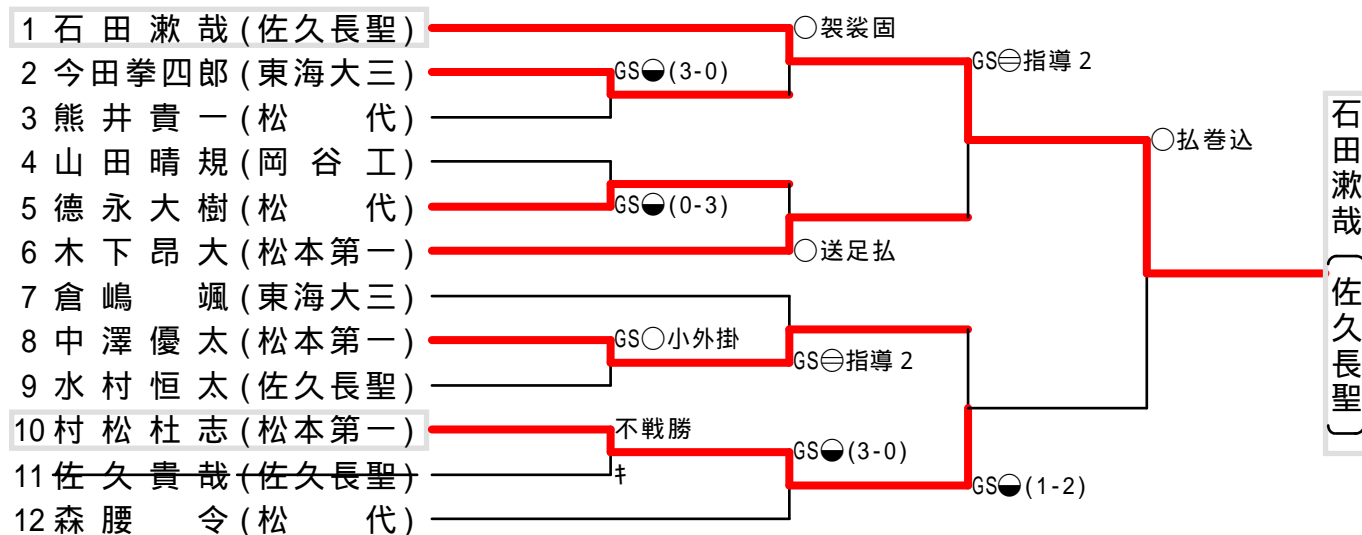 1 石田漱哉(佐久長聖)
2 今田拳四郎(東海大三)
3 熊井貴一(松代)
4 山田晴規(岡谷工)
5 德永大樹(松代)
6 木下昂大(松本第一)
7 倉嶋颯(東海大三)
8 中澤優太(松本第一)
9 水村恒太(佐久長聖)
10 村松杜志(松本第一)
11 佐久貴哉(佐久長聖)
12 森腰令(松代)
GS◒(3-0)
GS◒(0-3)
GS○小外掛
不戦勝
キ
○袈裟固
○送足払
GS⊖指導2
GS◒(3-0)
GS⊖指導2
GS◒(1-2)
○払巻込
石田漱哉(佐久長聖)